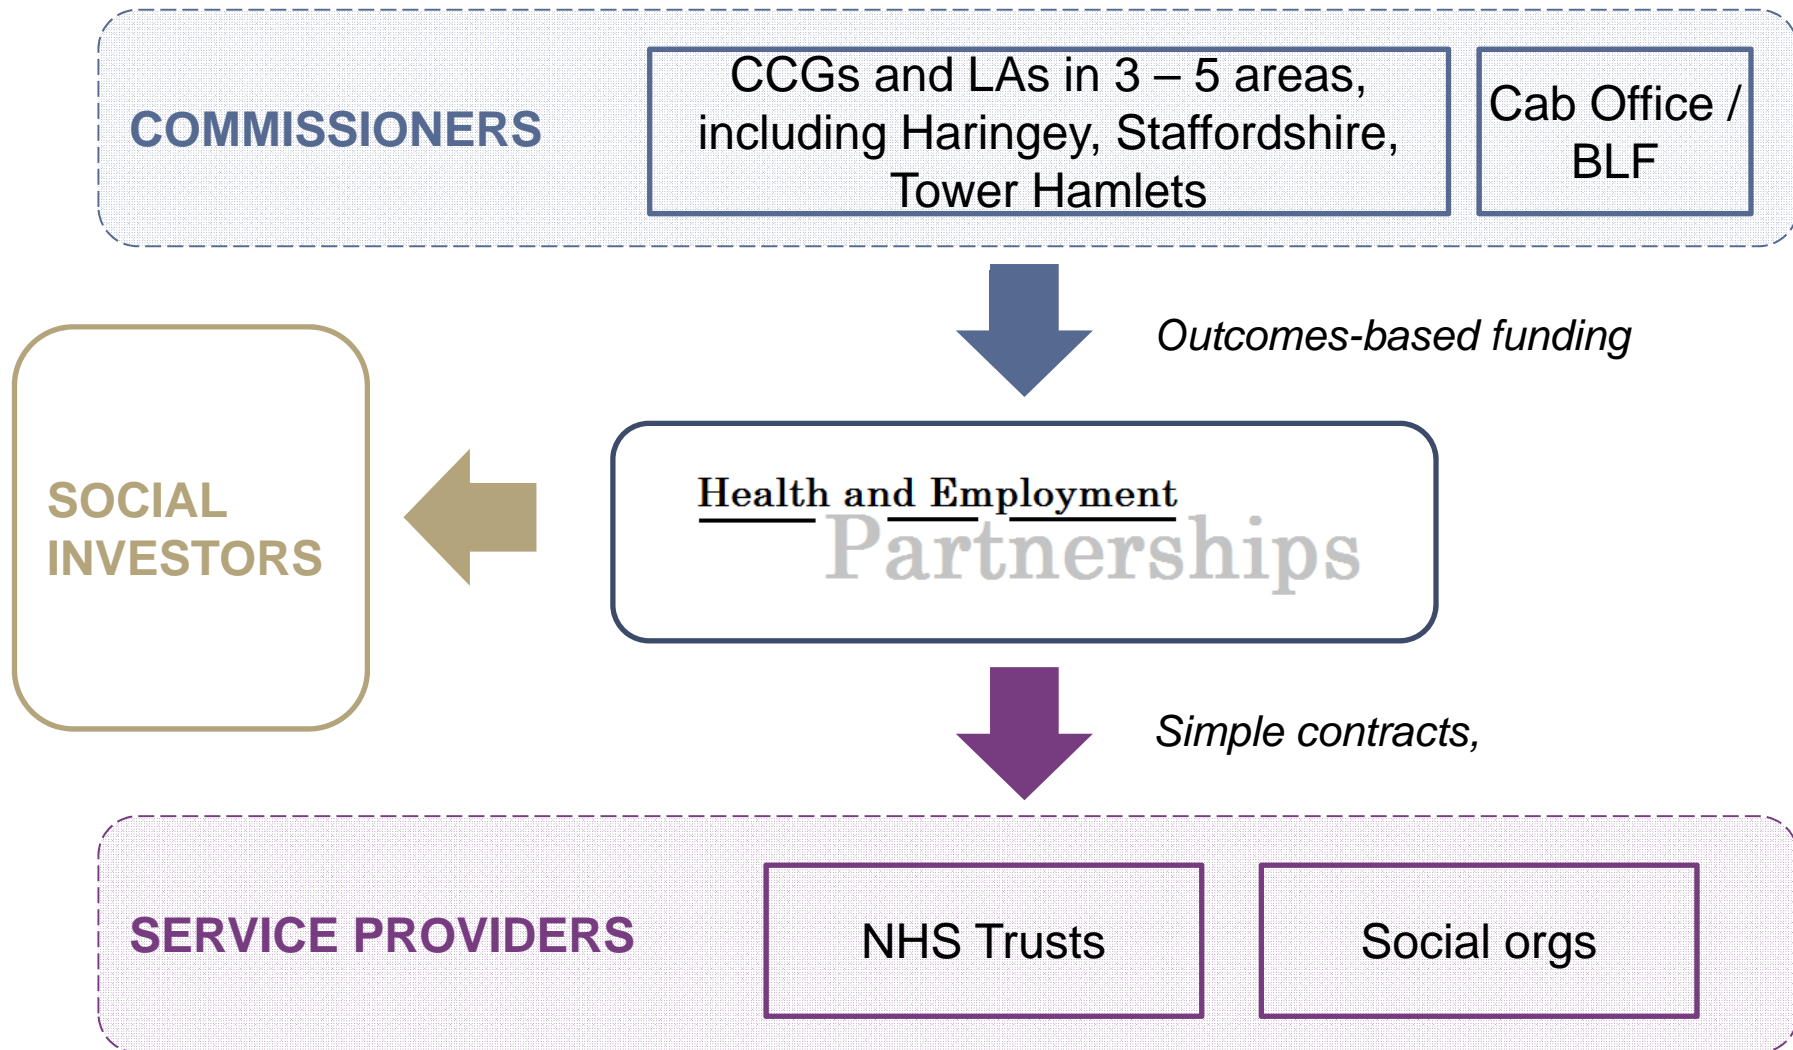 COMMISSIONERS
CCGs and LAs in 3 – 5 areas,
including Haringey, Staffordshire,
Tower Hamlets
Cab Office /
BLF
Outcomes-based funding
SOCIAL
INVESTORS
Health and Employment
Partnerships
Simple contracts,
SERVICE PROVIDERS
NHS Trusts
Social orgs